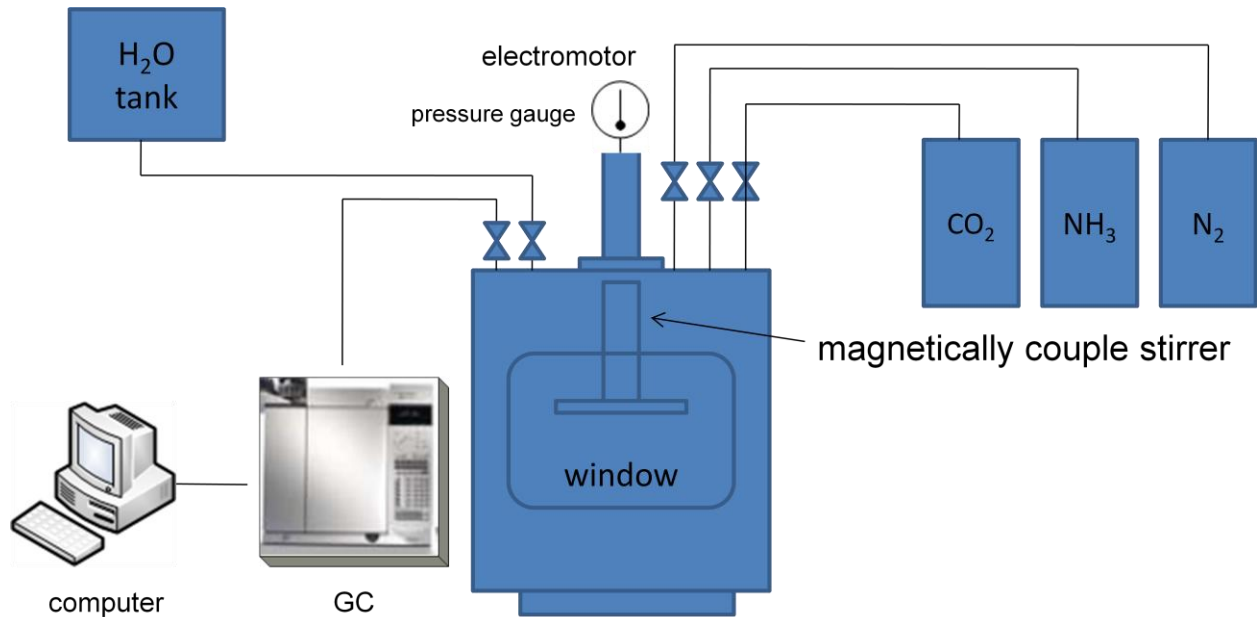 H₂O
tank
electromotor
pressure gauge
CO₂
NH₃
N₂
magnetically couple stirrer
window
computer
GC